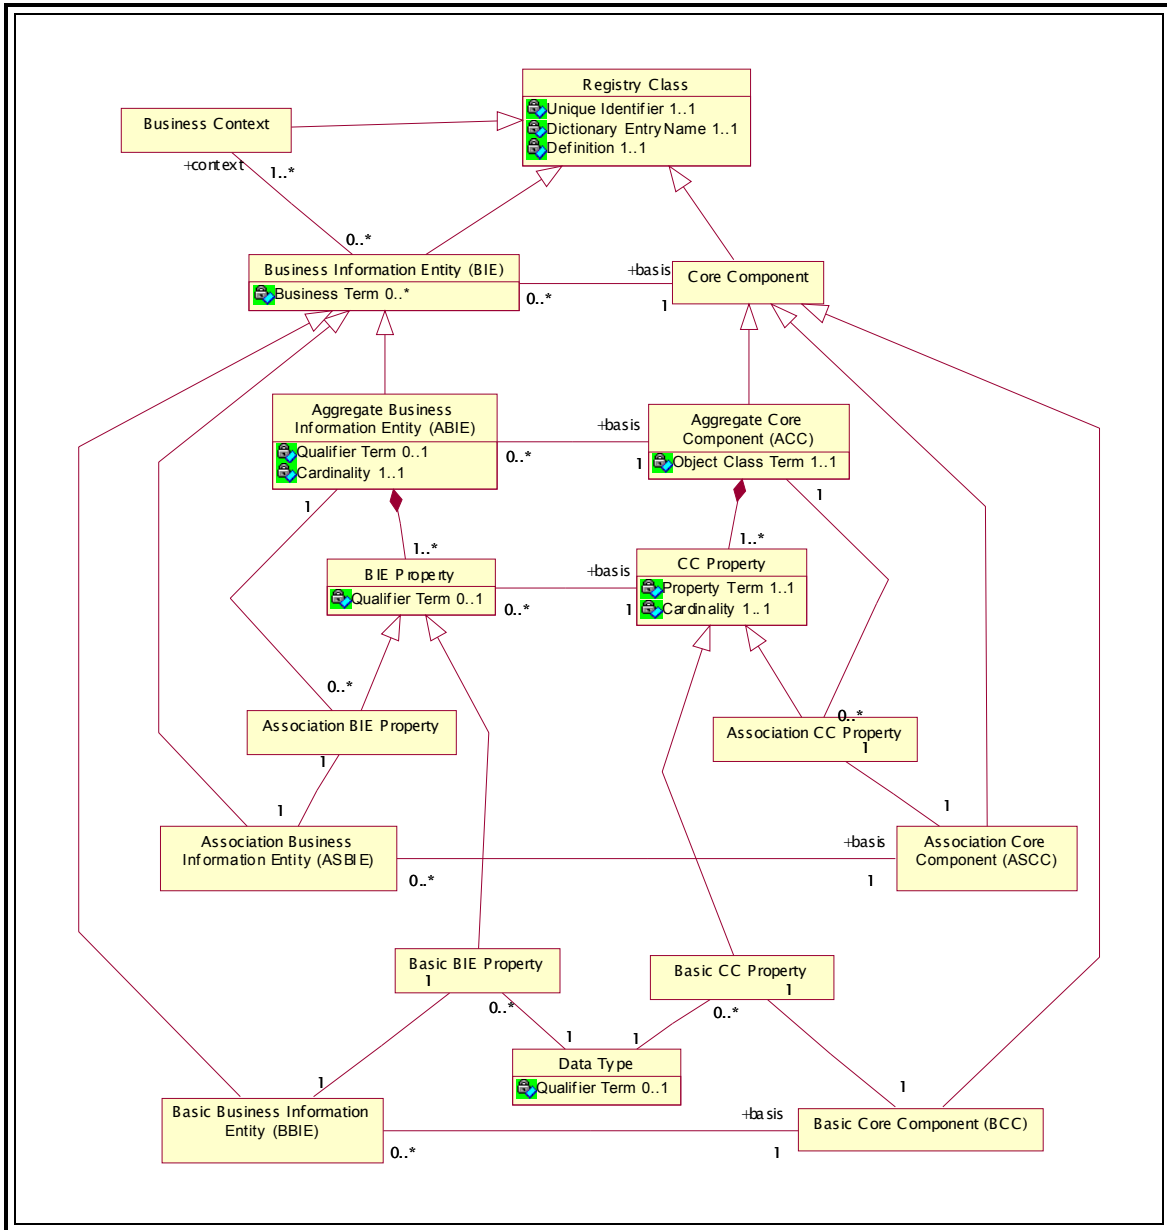 Registry Class
Unique Identifier 1..1
Dictionary EntryName 1..1
Definition 1..1
Business Context
+context
1..*
0..*
Business Information Entity (BIE)
Business Term 0..*
+basis
0..*
1
Core Component
Aggregate Business
Information Entity (ABIE)
Qualifier Term 0..1
Cardinality 1..1
+basis
0..*
1
Aggregate Core
Component (ACC)
Object Class Term 1..1
1
1
1..*
1..*
BIE Property
Qualifier Term 0..1
+basis
0..*
1
CC Property
Property Term 1..1
Cardinality 1..1
0..*
Association BIE Property
1
0..*
Association CC Property
1
1
1
Association Business
Information Entity (ASBIE)
+basis
0..*
1
Association Core
Component (ASCC)
Basic BIE Property
1
0..*
Basic CC Property
1
0..*
1
1
Data Type
Qualifier Term 0..1
1
1
Basic Business Information
Entity (BBIE)
+basis
0..*
1
Basic Core Component (BCC)